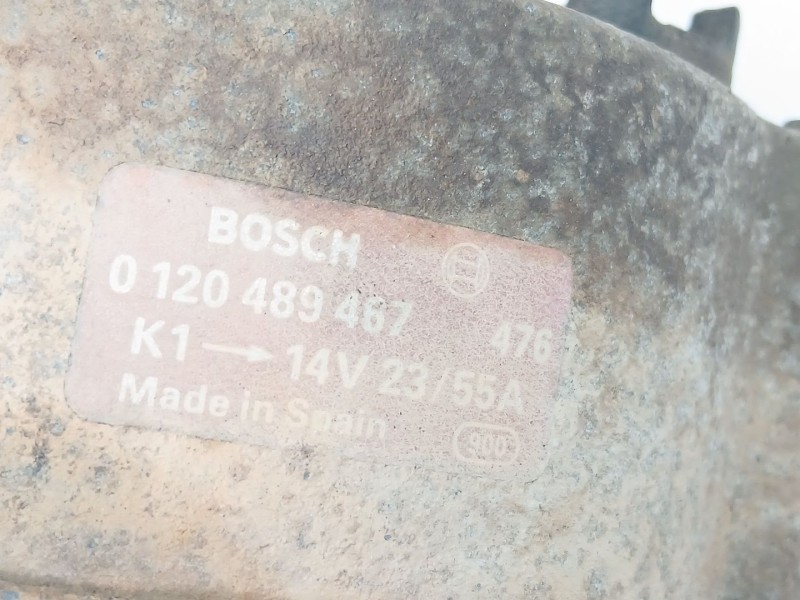 BOSCH
0 120 489 467 476
K1 → 14V 23/55A
Made in Spain 900